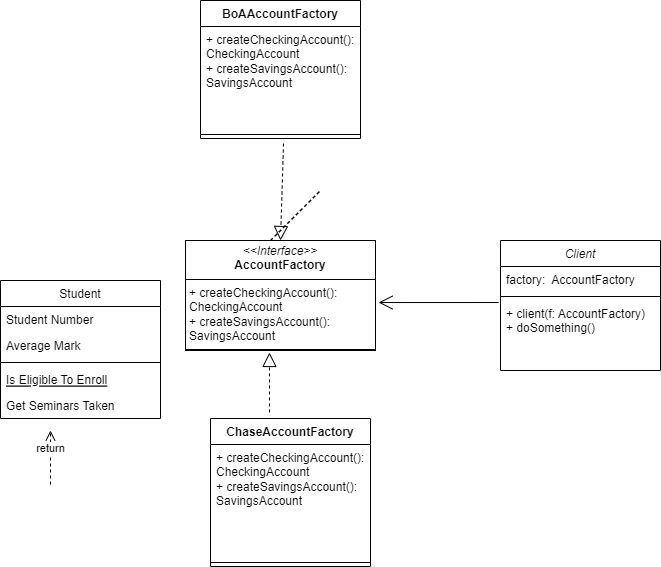 BoAAccountFactory
+ createCheckingAccount():
CheckingAccount
+ createSavingsAccount():
SavingsAccount
<<Interface>>
AccountFactory
+ createCheckingAccount():
CheckingAccount
+ createSavingsAccount():
SavingsAccount
Client
factory:  AccountFactory
+ client(f: AccountFactory)
+ doSomething()
Student
Student Number
Average Mark
Is Eligible To Enroll
Get Seminars Taken
return
ChaseAccountFactory
+ createCheckingAccount():
CheckingAccount
+ createSavingsAccount():
SavingsAccount